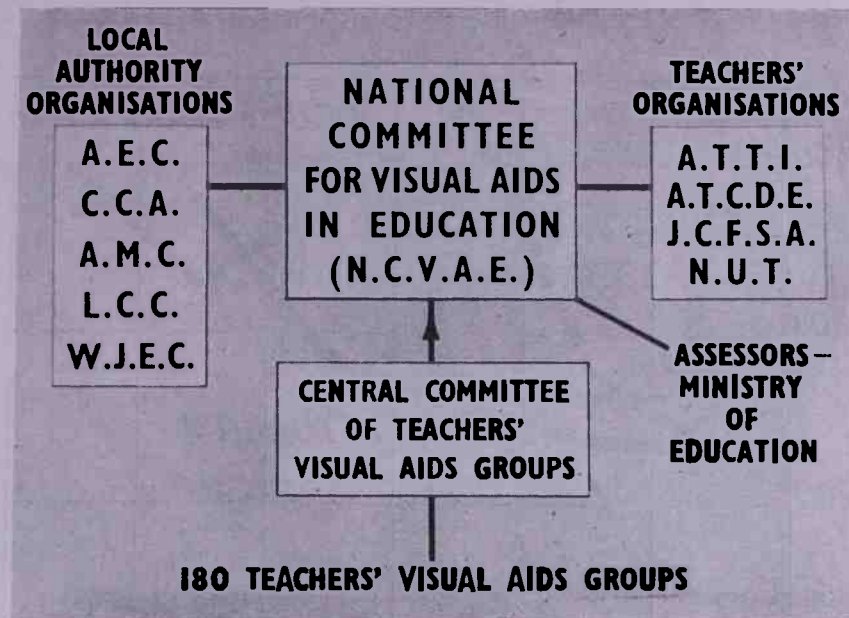 LOCAL
AUTHORITY
ORGANISATIONS
A.E.C.
C.C.A.
A.M.C.
L.C.C.
W.J.E.C.
NATIONAL
COMMITTEE
FOR VISUAL AIDS
IN EDUCATION
(N.C.V.A.E.)
TEACHERS'
ORGANISATIONS
A.T.T.I.
A.T.C.D.E.
J.C.F.S.A.
N.U.T.
ASSESSORS—
MINISTRY
OF
EDUCATION
CENTRAL COMMITTEE
OF TEACHERS'
VISUAL AIDS GROUPS
180 TEACHERS' VISUAL AIDS GROUPS